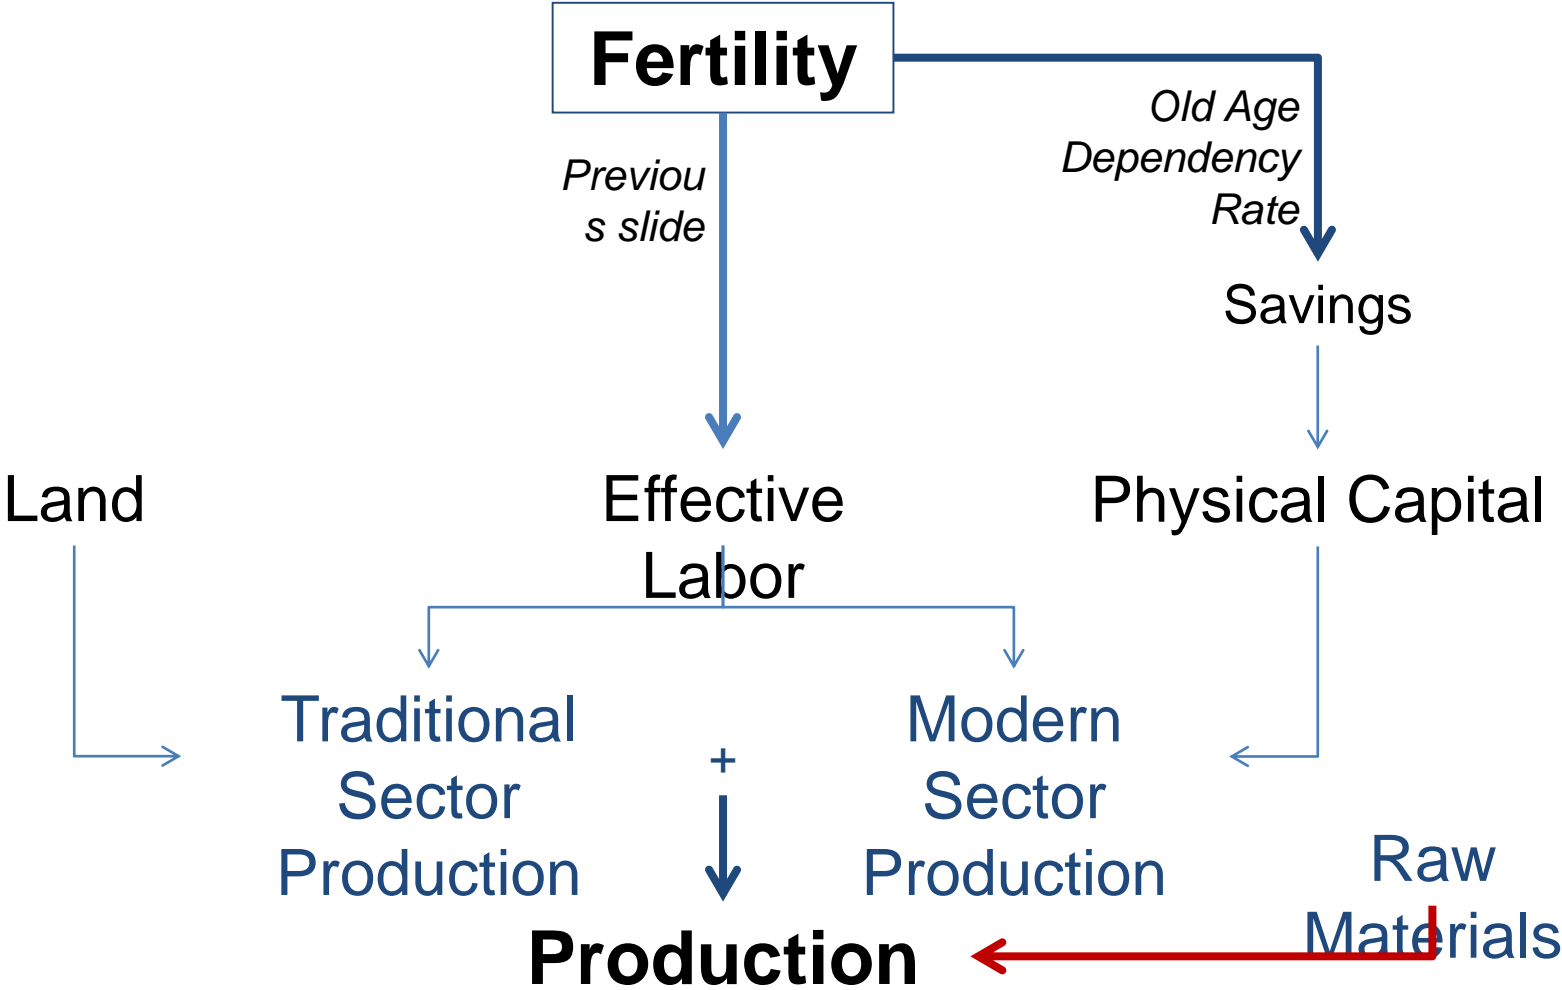 Fertility
Old Age
Dependency
Rate
Previou
s slide
Savings
Land
Effective
Labor
Physical Capital
Traditional
Sector
Production
+
Modern
Sector
Production
Raw
Materials
Production